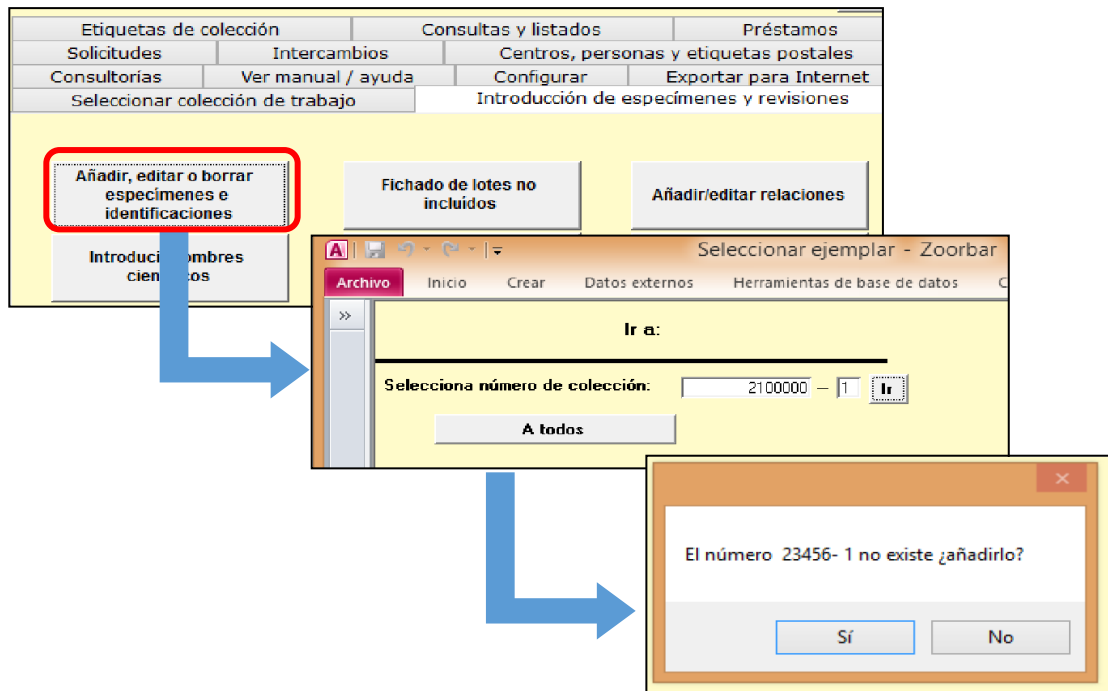 Etiquetas de colección Consultas y listados Préstamos
Solicitudes Intercambios Centros, personas y etiquetas postales
Consultorías Ver manual / ayuda Configurar Exportar para Internet
Seleccionar colección de trabajo Introducción de especímenes y revisiones
Añadir, editar o borrar
especímenes e
identificaciones
Fichado de lotes no
incluídos
Añadir/editar relaciones
Introducir
A
Seleccionar ejemplar - Zoorbar
Archivo Inicio Crear Datos externos Herramientas de base de datos C
Ir a:
Selecciona número de colección: 2100000 – 1 Ir
A todos
El número 23456- 1 no existe ¿añadirlo?
Sí No